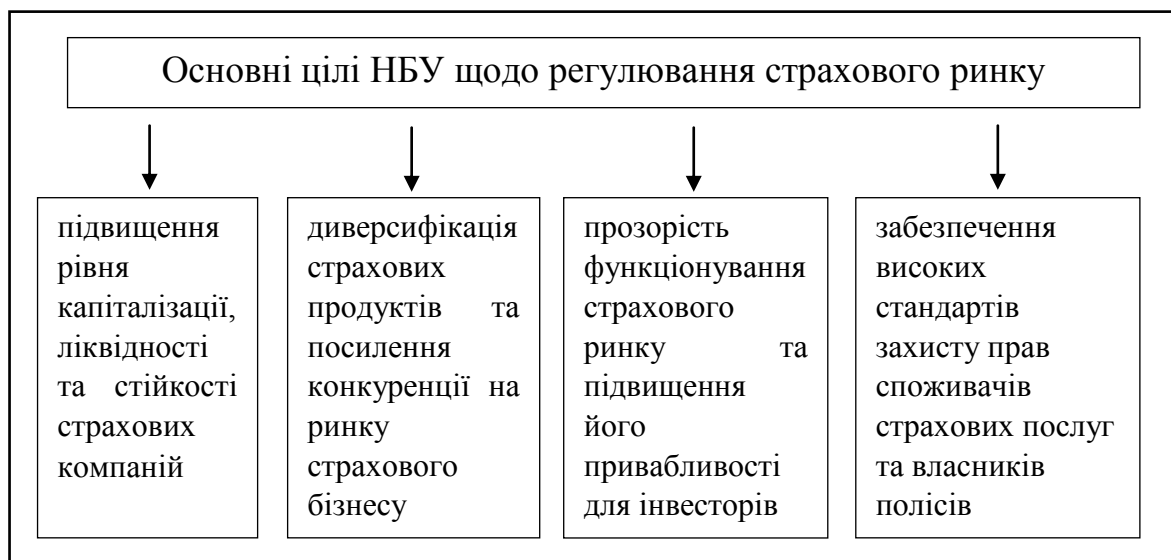 Основні цілі НБУ щодо регулювання страхового ринку
підвищення
рівня
капіталізації,
ліквідності
та стійкості
страхових
компаній
диверсифікація
страхових
продуктів та
посилення
конкуренції на
ринку
страхового
бізнесу
прозорість
функціонування
страхового
ринку та
підвищення
його
привабливості
для інвесторів
забезпечення
високих
стандартів
захисту прав
споживачів
страхових послуг
та власників
полісів